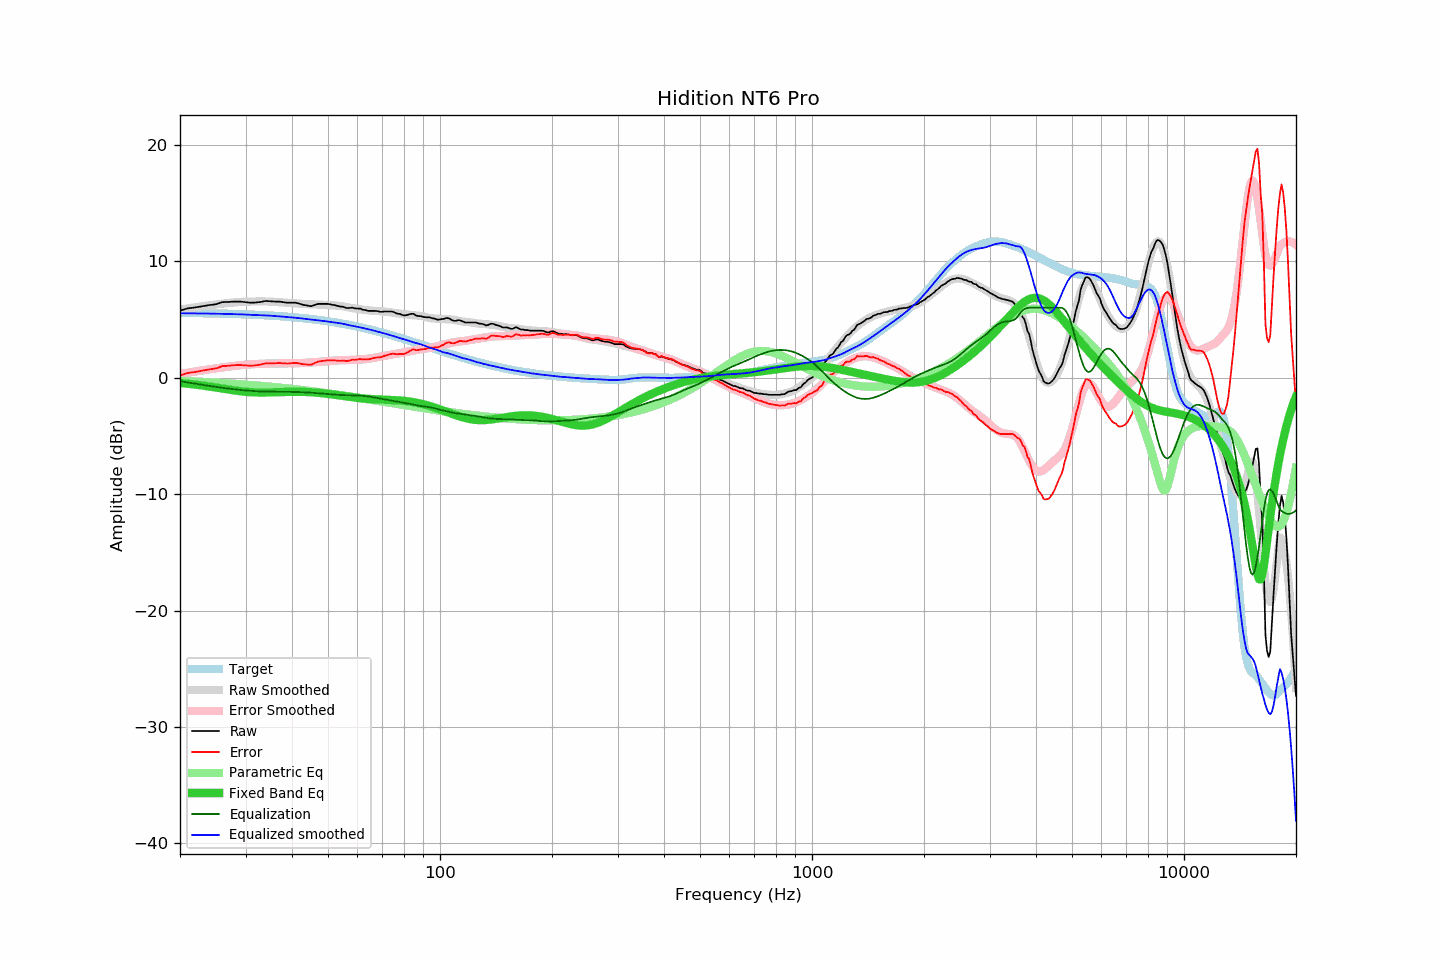 Hidition NT6 Pro
20
10
0
−10
−20
−30
−40
Amplitude (dBr)
Target
Raw Smoothed
Error Smoothed
Raw
Error
Parametric Eq
Fixed Band Eq
Equalization
Equalized smoothed
100 1000 10000
Frequency (Hz)